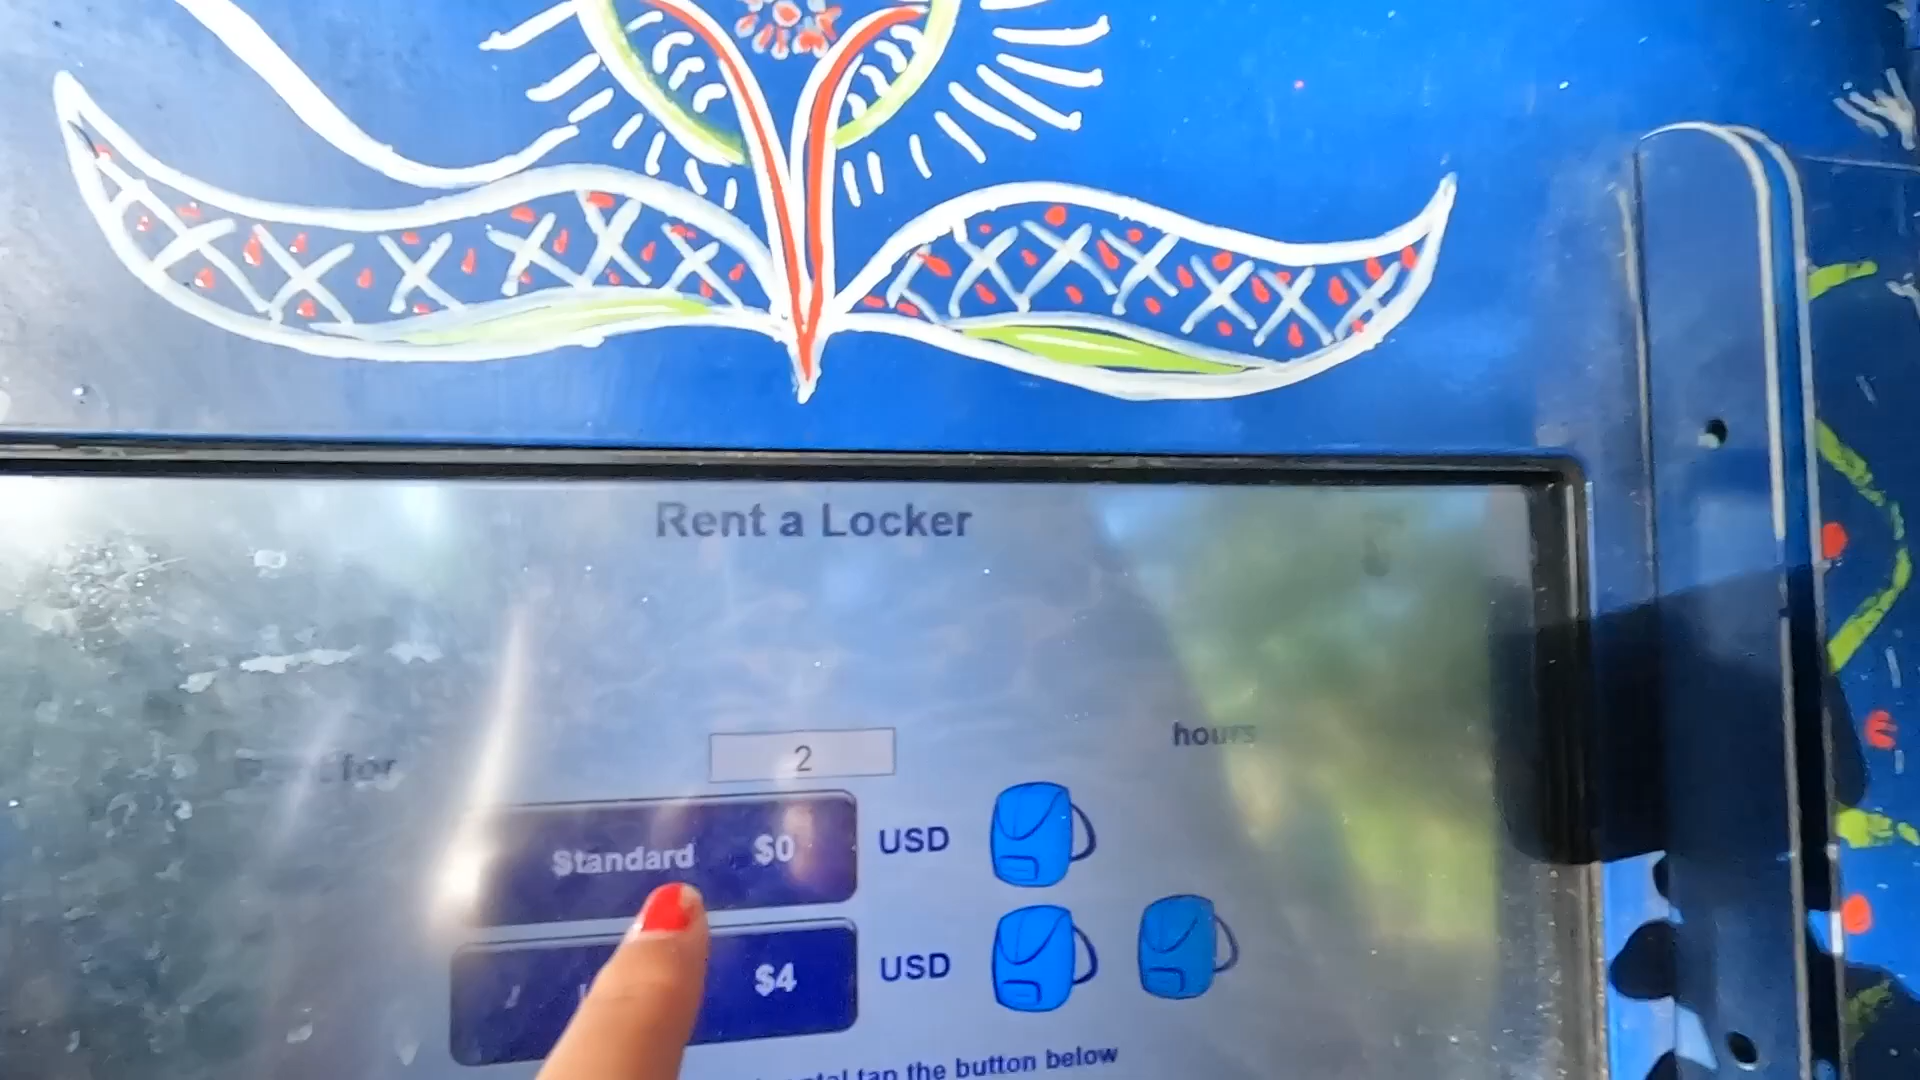 Rent a Locker
for 2 hours
Standard $0 USD
$4 USD
tap the button below